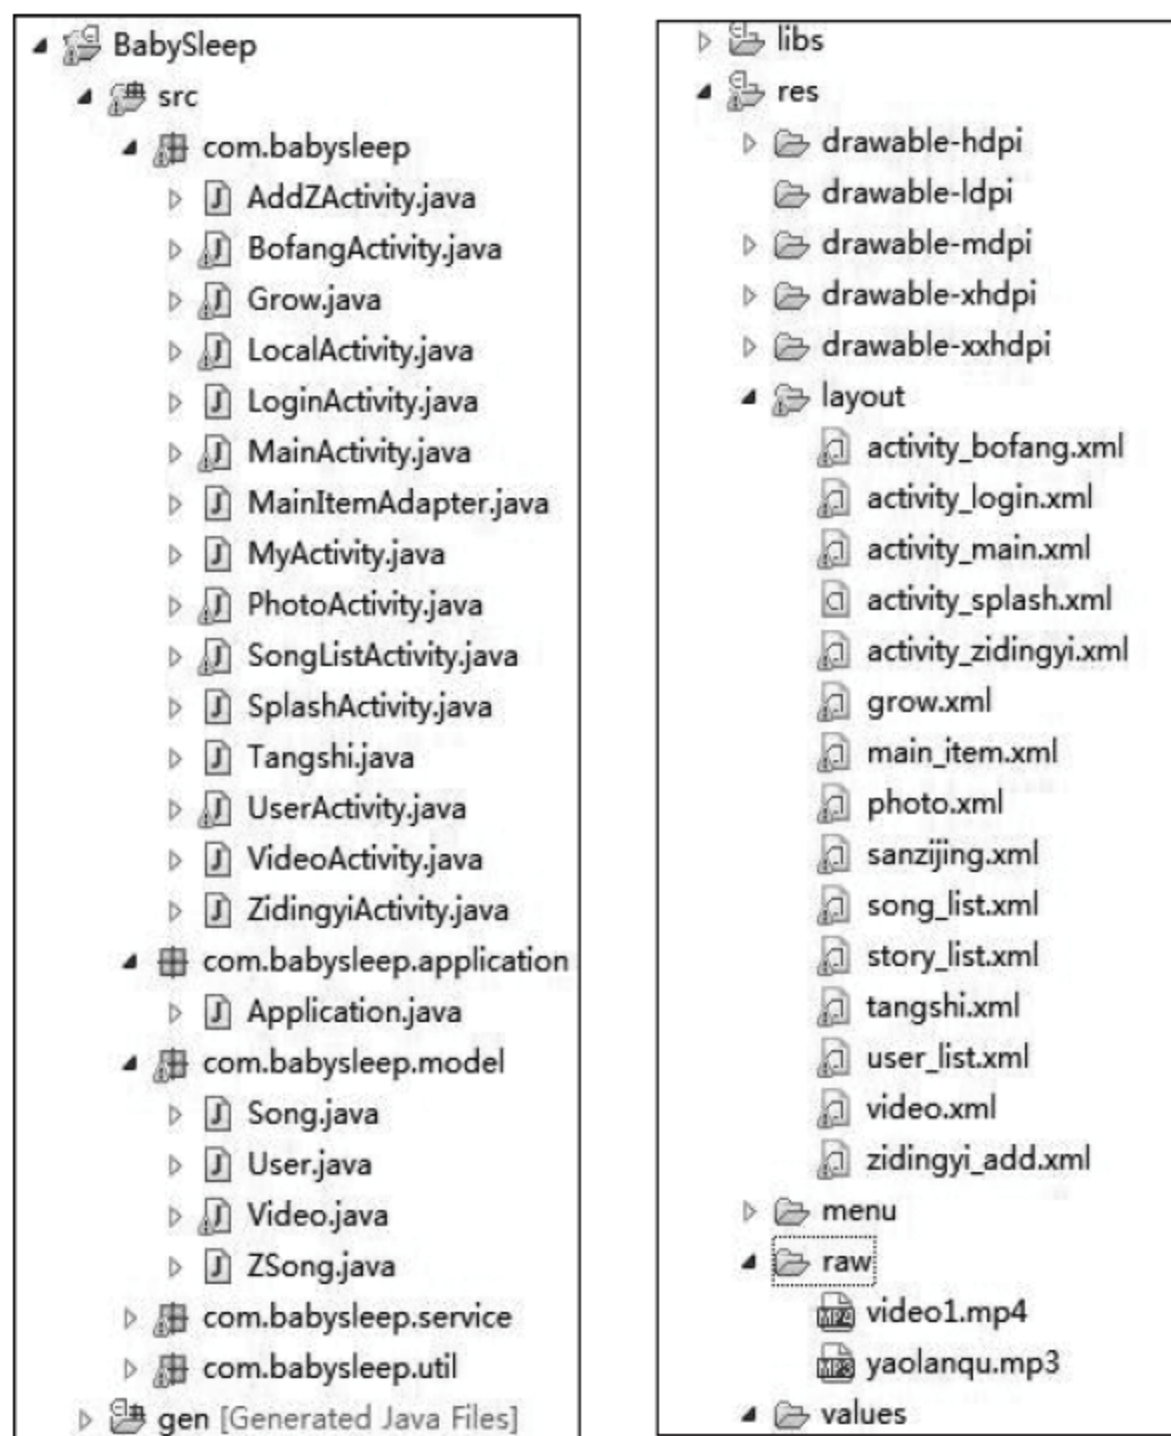 BabySleep
src
com.babysleep
AddZActivity.java
BofangActivity.java
Grow.java
LocalActivity.java
LoginActivity.java
MainActivity.java
MainItemAdapter.java
MyActivity.java
PhotoActivity.java
SongListActivity.java
SplashActivity.java
Tangshi.java
UserActivity.java
VideoActivity.java
ZidingyiActivity.java
com.babysleep.application
Application.java
com.babysleep.model
Song.java
User.java
Video.java
ZSong.java
com.babysleep.service
com.babysleep.util
gen [Generated Java Files]
libs
res
drawable-hdpi
drawable-ldpi
drawable-mdpi
drawable-xhdpi
drawable-xxhdpi
layout
activity_bofang.xml
activity_login.xml
activity_main.xml
activity_splash.xml
activity_zidingyi.xml
grow.xml
main_item.xml
photo.xml
sanzijing.xml
song_list.xml
story_list.xml
tangshi.xml
user_list.xml
video.xml
zidingyi_add.xml
menu
raw
video1.mp4
yaolanqu.mp3
values